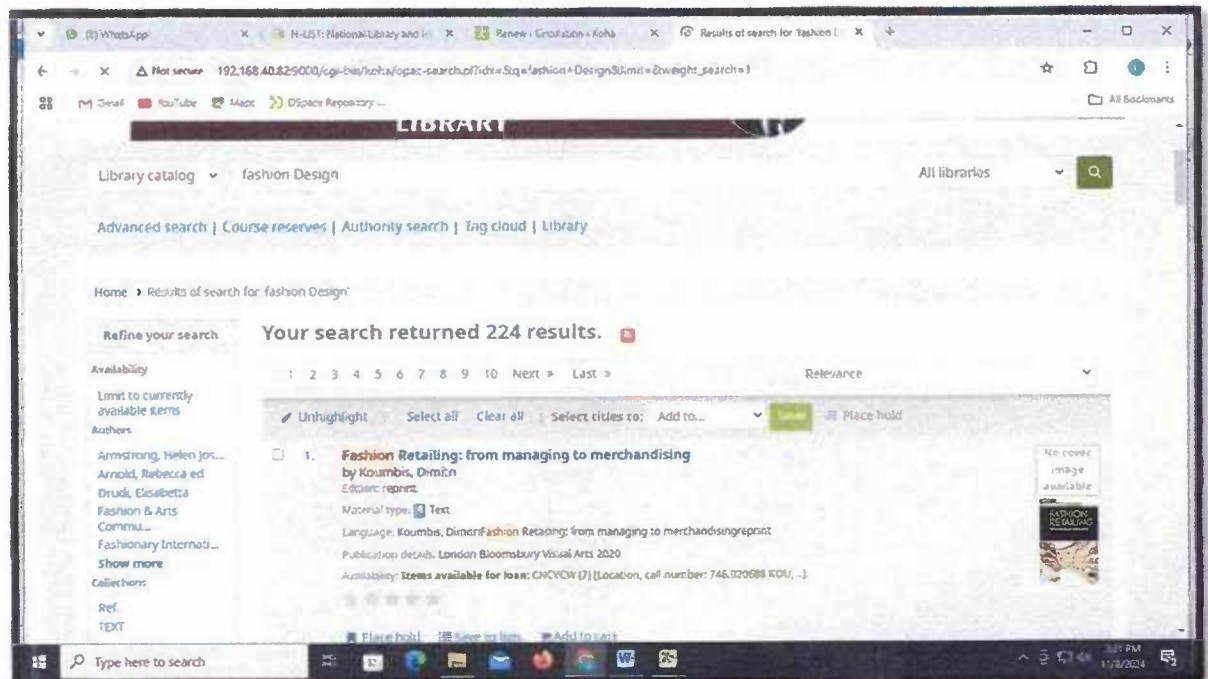 (8) WhatsApp
N-LIST: National Library and In
Renew › Circulation › Koha
Results of search for 'fashion D
Not secure 192.168.40.82:9000/cgi-bin/koha/opac-search.pl?idx=&q=fashion+Design&limit=&weight_search=1
Gmail YouTube Maps DSpace Repository ...
All Bookmarks
LIBRARY
Library catalog fashion Design
All libraries
Advanced search | Course reserves | Authority search | Tag cloud | Library
Home › Results of search for 'fashion Design'
Refine your search
Your search returned 224 results.
Availability
1 2 3 4 5 6 7 8 9 10 Next » Last »
Relevance
Limit to currently
available items
Unhighlight Select all Clear all Select titles to: Add to... Save Place hold
Authors
Armstrong, Helen Jos...
Arnold, Rebecca ed
Drudi, Elisabetta
Fashion & Arts
Commu...
Fashionary Internati...
Show more
Collections
Ref
TEXT
1. Fashion Retailing: from managing to merchandising
by Koumbis, Dimitri
Edition: reprint
Material type: Text
Language: Koumbis, DimitriFashion Retailing: from managing to merchandisingreprint
Publication details: London Bloomsbury Visual Arts 2020
Availability: Items available for loan: CNCVCW (7) [Location, call number: 746.920688 KOU, ..].
Place hold Save to lists Add to cart
No cover
image
available
FASHION
RETAILING
Type here to search
3:21 PM
11/8/2024